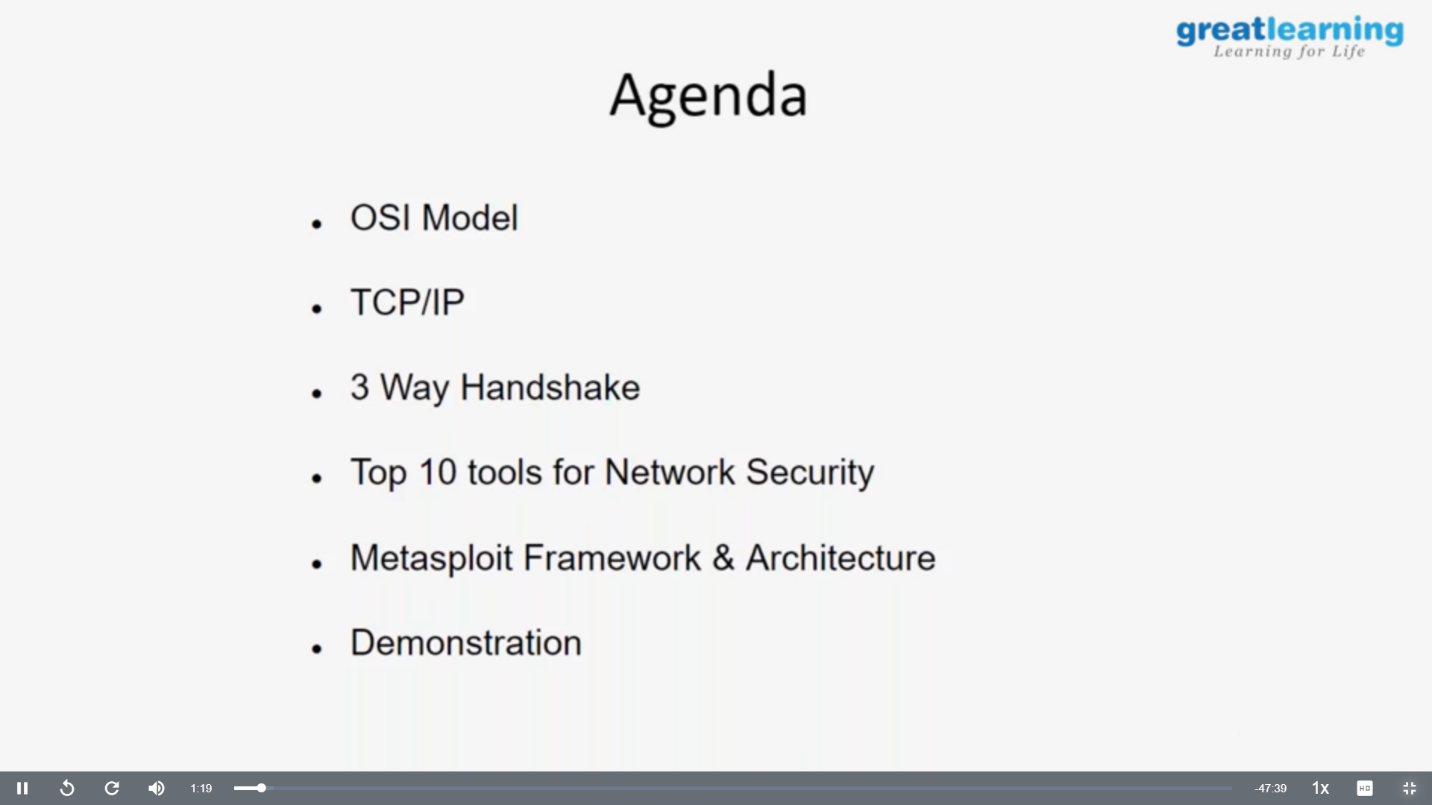 greatlearning
Learning for Life
Agenda
• OSI Model
• TCP/IP
• 3 Way Handshake
• Top 10 tools for Network Security
• Metasploit Framework & Architecture
• Demonstration
1:19 -47:39 1x HD